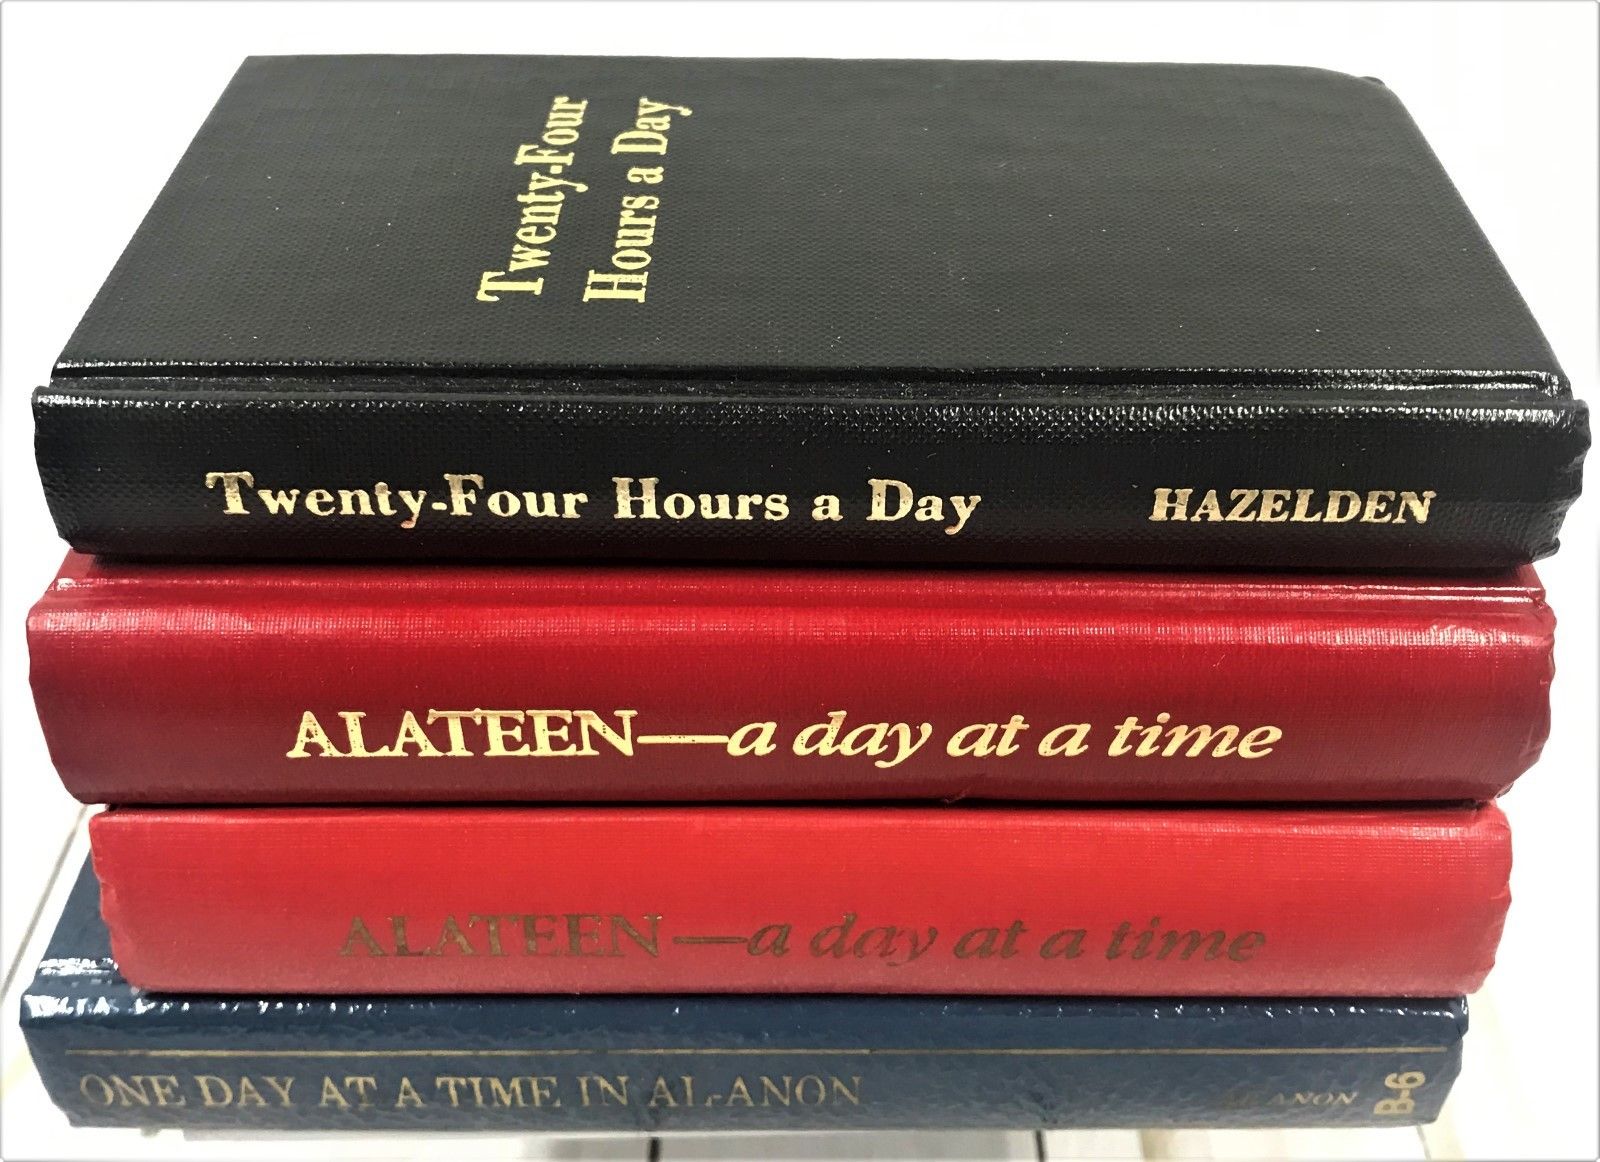 Twenty-Four
Hours a Day
Twenty-Four Hours a Day HAZELDEN
ALATEEN—a day at a time
ALATEEN—a day at a time
ONE DAY AT A TIME IN AL-ANON AL-ANON B-6